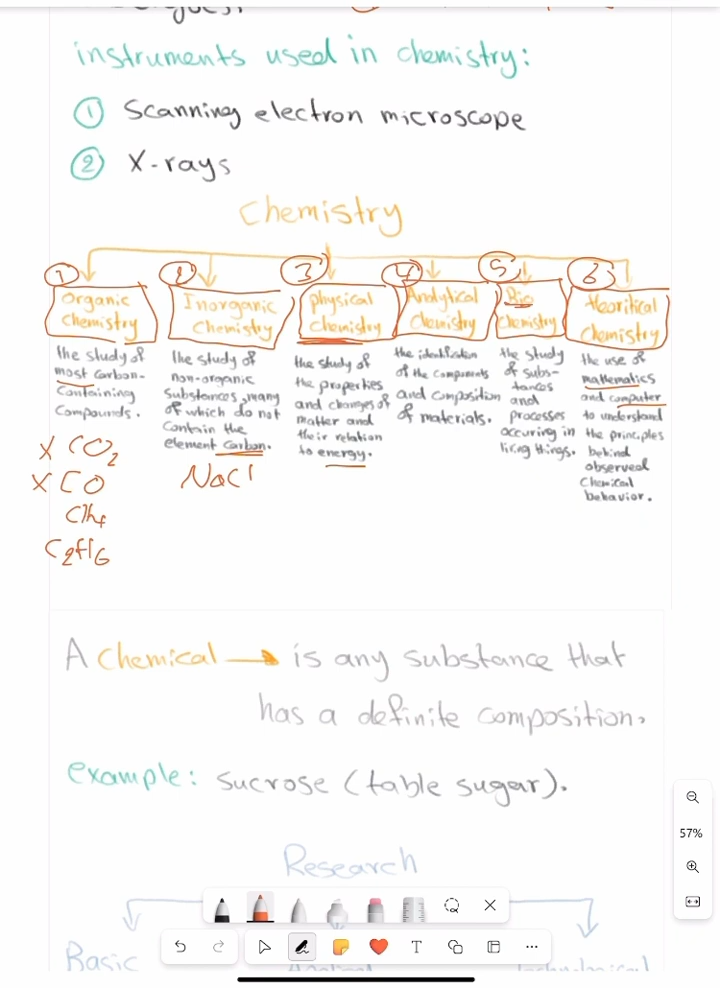 instruments used in chemistry:
① Scanning electron microscope
② X-rays
Chemistry
1
Organic
chemistry
the study of
most carbon-
containing
compounds.
X CO2
X CO
CH4
C2H6
2
Inorganic
Chemistry
the study of
non-organic
substances, many
of which do not
contain the
element carbon.
NaCl
3
physical
chemistry
the study of
the properties
and changes of
matter and
their relation
to energy.
4
Analytical
Chemistry
the identification
of the components
and composition
of materials.
5
Bio
Chemistry
the study
of subs-
tances
and
processes
occuring in
living things.
6
theoritical
chemistry
the use of
mathematics
and computer
to understand
the principles
behind
observed
chemical
behavior.
A chemical → is any substance that
has a definite composition.
example: sucrose (table sugar).
Research
57%
Basic
T